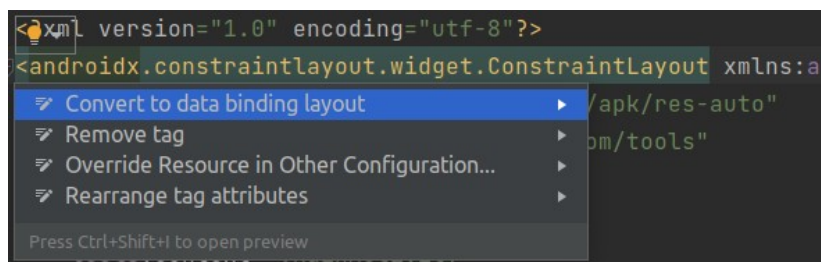 <?xml version="1.0" encoding="utf-8"?>
<androidx.constraintlayout.widget.ConstraintLayout xmlns:a
Convert to data binding layout /apk/res-auto"
Remove tag om/tools"
Override Resource in Other Configuration...
Rearrange tag attributes
Press Ctrl+Shift+I to open preview